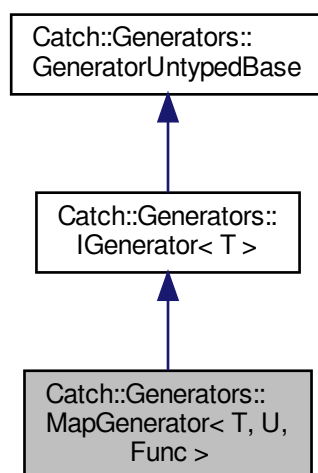 Catch::Generators::
GeneratorUntypedBase
Catch::Generators::
IGenerator< T >
Catch::Generators::
MapGenerator< T, U,
Func >